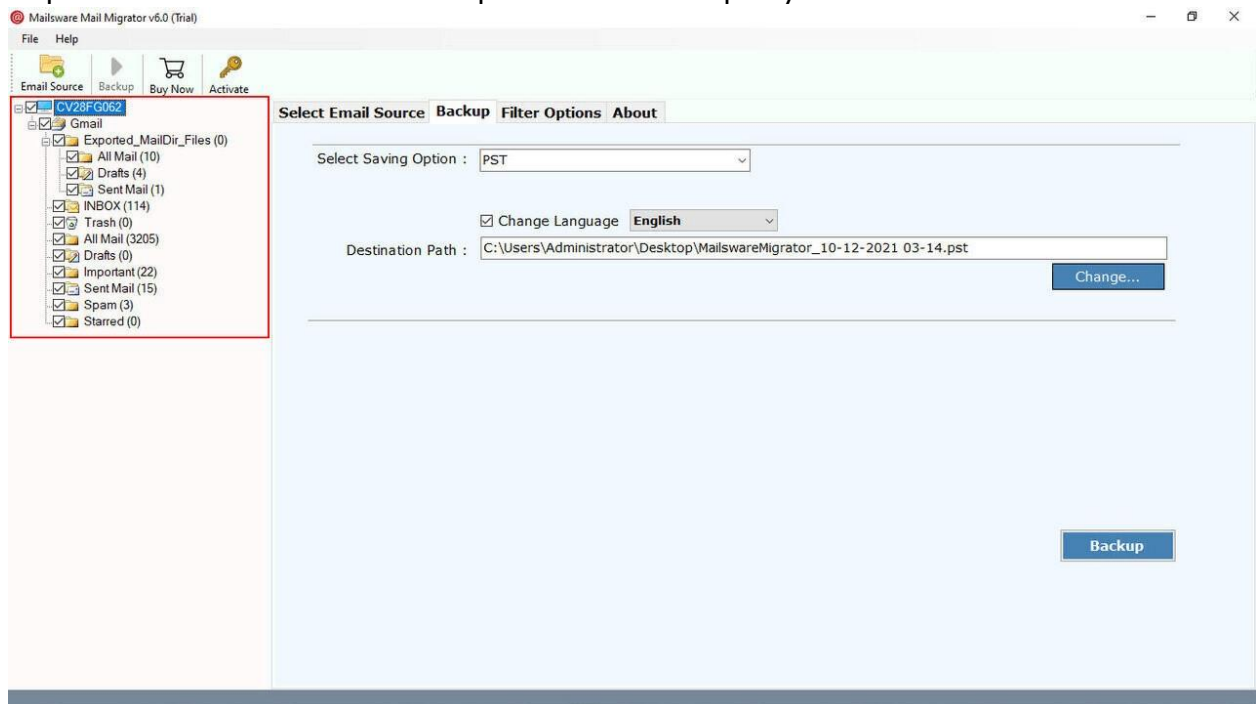 Mailsware Mail Migrator v6.0 (Trial)
File Help
Email Source Backup Buy Now Activate
CV28FG062
Gmail
Exported_MailDir_Files (0)
All Mail (10)
Drafts (4)
Sent Mail (1)
INBOX (114)
Trash (0)
All Mail (3205)
Drafts (0)
Important (22)
Sent Mail (15)
Spam (3)
Starred (0)
Select Email Source Backup Filter Options About
Select Saving Option : PST
Change Language English
Destination Path : C:\Users\Administrator\Desktop\MailswareMigrator_10-12-2021 03-14.pst
Change...
Backup